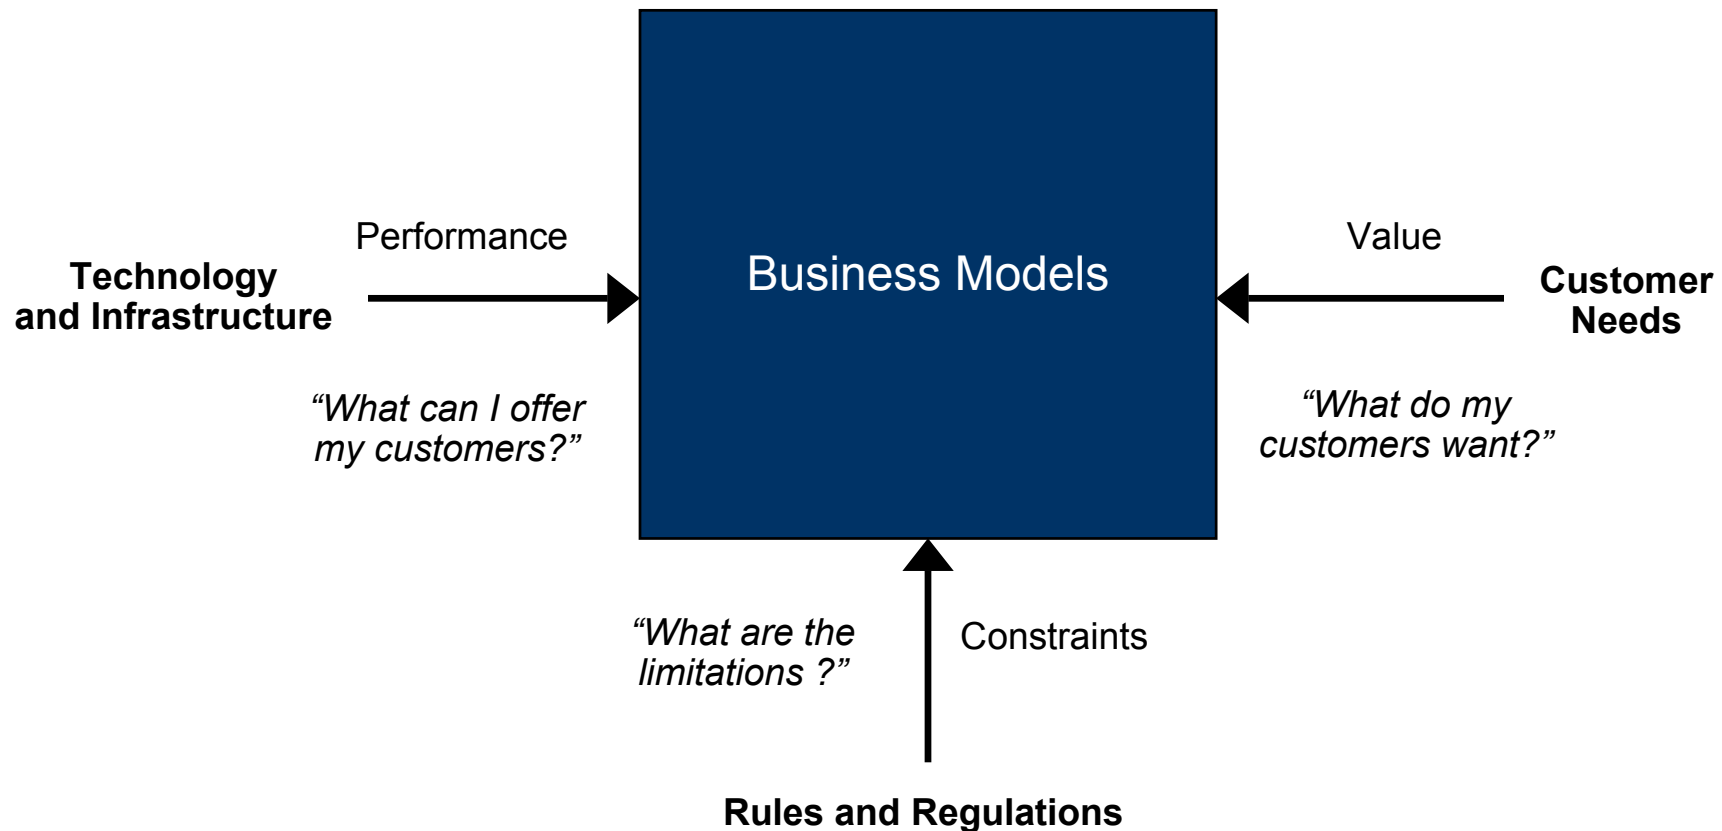 Performance
Technology
and Infrastructure
“What can I offer
my customers?”
Business Models
Value
Customer
Needs
“What do my
customers want?”
“What are the
limitations ?”
Constraints
Rules and Regulations